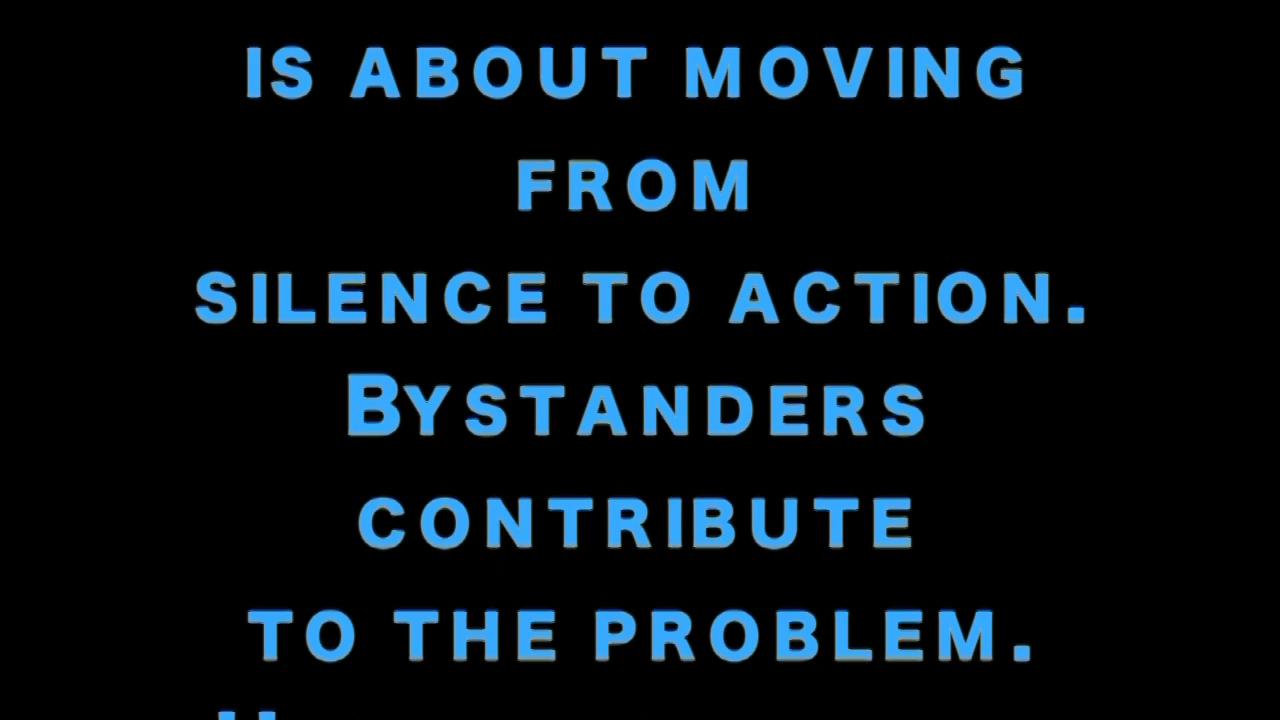 IS ABOUT MOVING
FROM
SILENCE TO ACTION.
BYSTANDERS
CONTRIBUTE
TO THE PROBLEM.